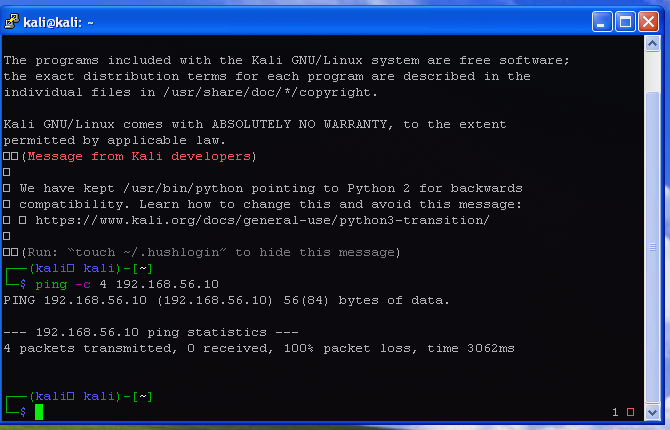 kali@kali: ~
The programs included with the Kali GNU/Linux system are free software;
the exact distribution terms for each program are described in the
individual files in /usr/share/doc/*/copyright.
Kali GNU/Linux comes with ABSOLUTELY NO WARRANTY, to the extent
permitted by applicable law.
□□(Message from Kali developers)
□
□ We have kept /usr/bin/python pointing to Python 2 for backwards
□ compatibility. Learn how to change this and avoid this message:
□ □ https://www.kali.org/docs/general-use/python3-transition/
□
□□(Run: “touch ~/.hushlogin” to hide this message)
┌──(kali□ kali)-[~]
└─$ ping -c 4 192.168.56.10
PING 192.168.56.10 (192.168.56.10) 56(84) bytes of data.
--- 192.168.56.10 ping statistics ---
4 packets transmitted, 0 received, 100% packet loss, time 3062ms
┌──(kali□ kali)-[~]
└─$ 1 □